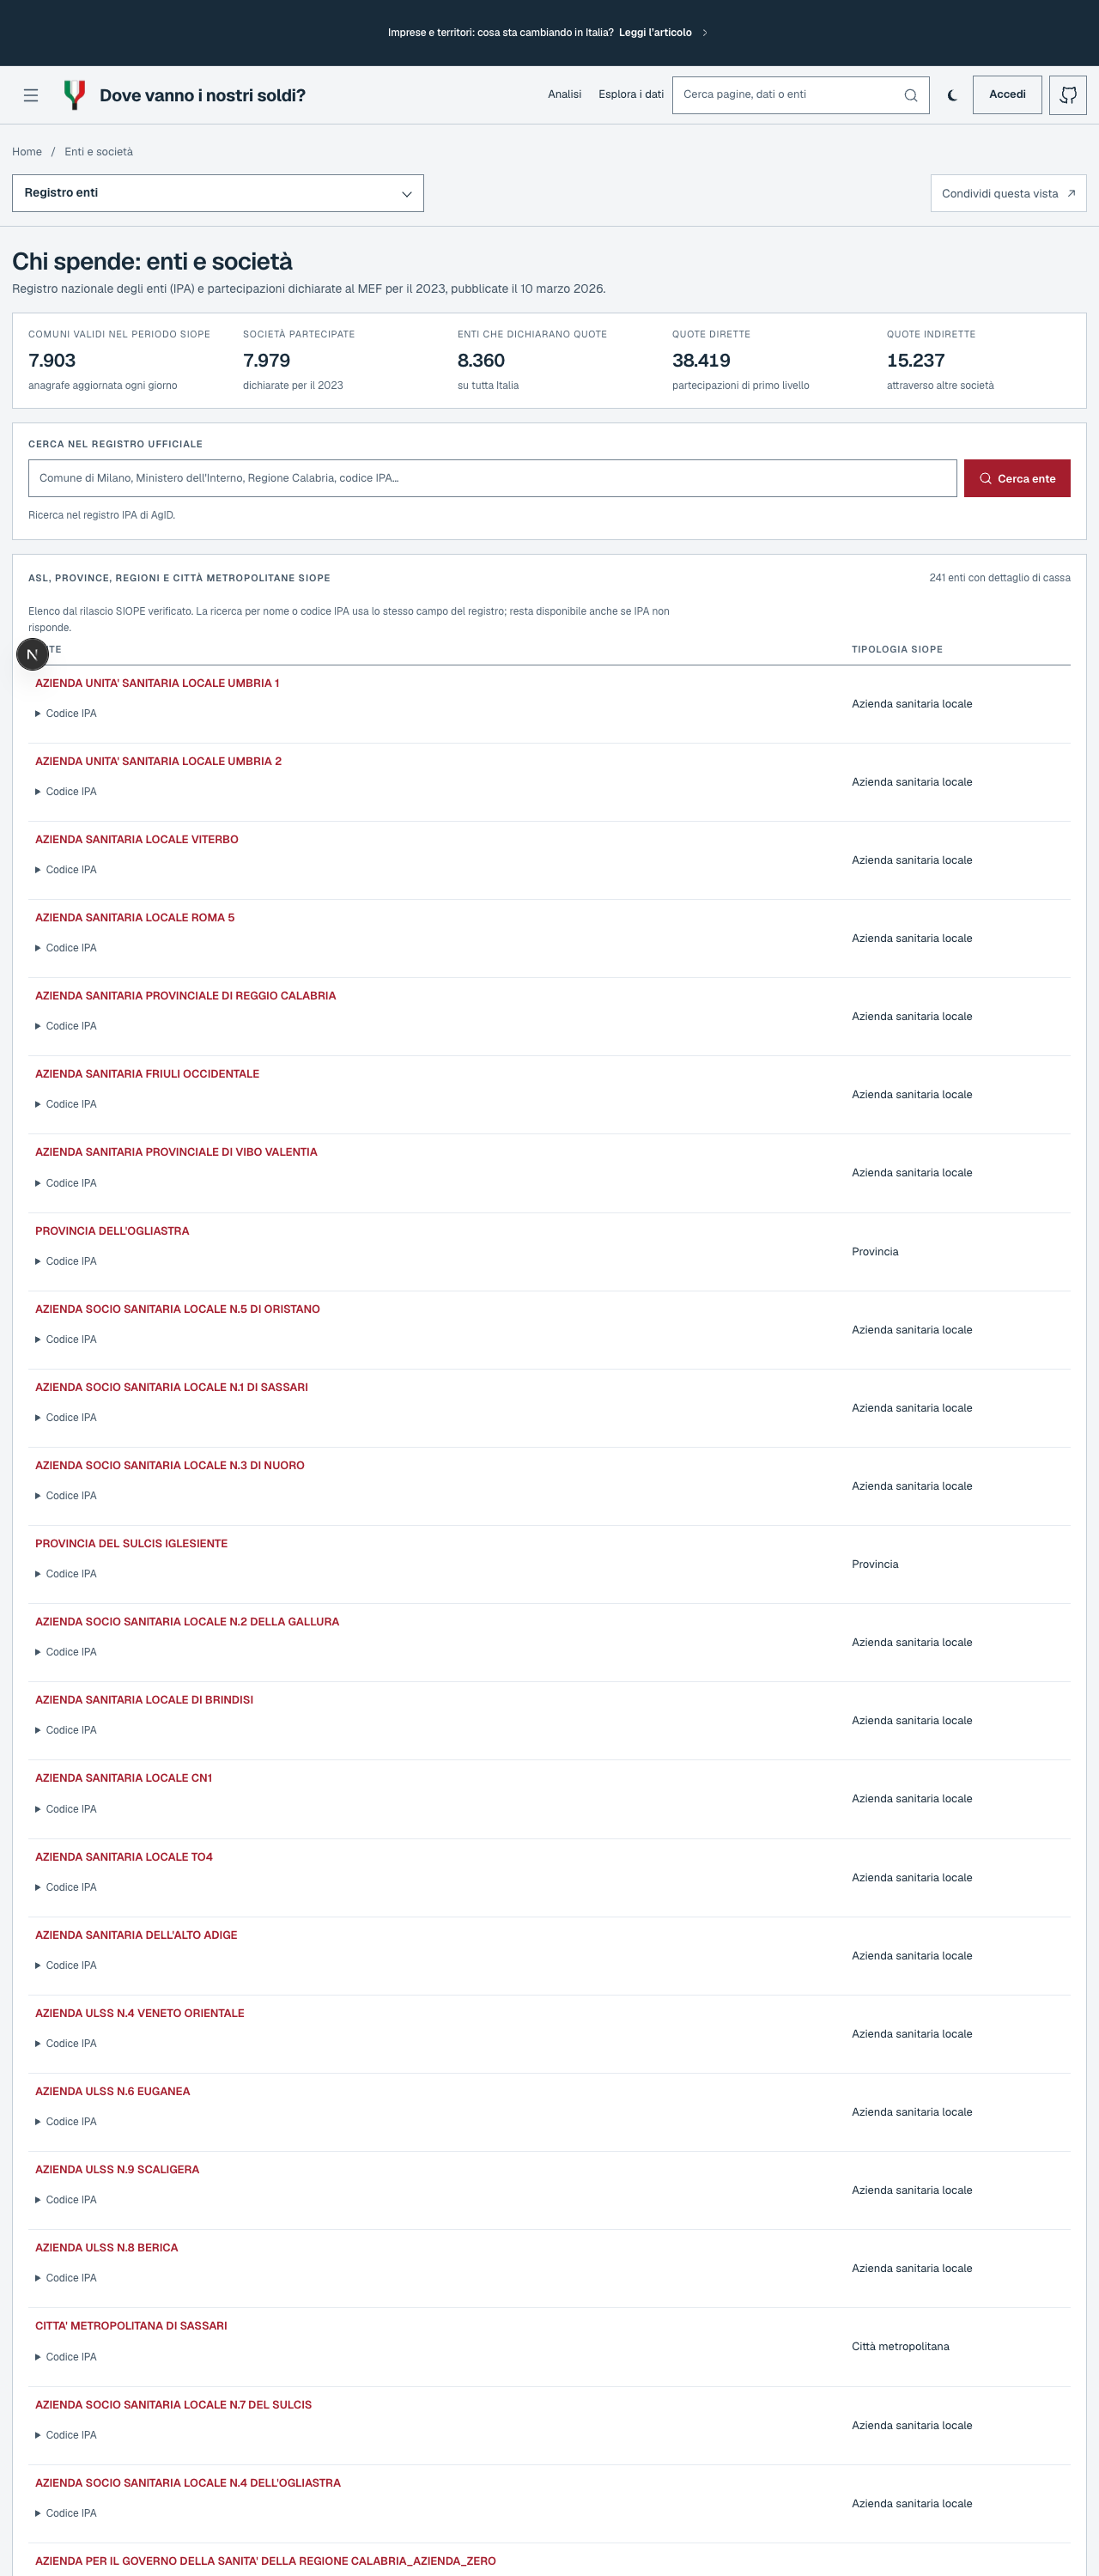 Imprese e territori: cosa sta cambiando in Italia? Leggi l'articolo
Dove vanno i nostri soldi?
Analisi
Esplora i dati
Cerca pagine, dati o enti
Accedi
Home / Enti e società
Registro enti
Condividi questa vista
Chi spende: enti e società
Registro nazionale degli enti (IPA) e partecipazioni dichiarate al MEF per il 2023, pubblicate il 10 marzo 2026.
COMUNI VALIDI NEL PERIODO SIOPE
7.903
anagrafe aggiornata ogni giorno
SOCIETÀ PARTECIPATE
7.979
dichiarate per il 2023
ENTI CHE DICHIARANO QUOTE
8.360
su tutta Italia
QUOTE DIRETTE
38.419
partecipazioni di primo livello
QUOTE INDIRETTE
15.237
attraverso altre società
CERCA NEL REGISTRO UFFICIALE
Comune di Milano, Ministero dell'Interno, Regione Calabria, codice IPA...
Cerca ente
Ricerca nel registro IPA di AgID.
ASL, PROVINCE, REGIONI E CITTÀ METROPOLITANE SIOPE
241 enti con dettaglio di cassa
Elenco dal rilascio SIOPE verificato. La ricerca per nome o codice IPA usa lo stesso campo del registro; resta disponibile anche se IPA non
risponde.
N
TE
TIPOLOGIA SIOPE
AZIENDA UNITA' SANITARIA LOCALE UMBRIA 1
Codice IPA
Azienda sanitaria locale
AZIENDA UNITA' SANITARIA LOCALE UMBRIA 2
Codice IPA
Azienda sanitaria locale
AZIENDA SANITARIA LOCALE VITERBO
Codice IPA
Azienda sanitaria locale
AZIENDA SANITARIA LOCALE ROMA 5
Codice IPA
Azienda sanitaria locale
AZIENDA SANITARIA PROVINCIALE DI REGGIO CALABRIA
Codice IPA
Azienda sanitaria locale
AZIENDA SANITARIA FRIULI OCCIDENTALE
Codice IPA
Azienda sanitaria locale
AZIENDA SANITARIA PROVINCIALE DI VIBO VALENTIA
Codice IPA
Azienda sanitaria locale
PROVINCIA DELL'OGLIASTRA
Codice IPA
Provincia
AZIENDA SOCIO SANITARIA LOCALE N.5 DI ORISTANO
Codice IPA
Azienda sanitaria locale
AZIENDA SOCIO SANITARIA LOCALE N.1 DI SASSARI
Codice IPA
Azienda sanitaria locale
AZIENDA SOCIO SANITARIA LOCALE N.3 DI NUORO
Codice IPA
Azienda sanitaria locale
PROVINCIA DEL SULCIS IGLESIENTE
Codice IPA
Provincia
AZIENDA SOCIO SANITARIA LOCALE N.2 DELLA GALLURA
Codice IPA
Azienda sanitaria locale
AZIENDA SANITARIA LOCALE DI BRINDISI
Codice IPA
Azienda sanitaria locale
AZIENDA SANITARIA LOCALE CN1
Codice IPA
Azienda sanitaria locale
AZIENDA SANITARIA LOCALE TO4
Codice IPA
Azienda sanitaria locale
AZIENDA SANITARIA DELL'ALTO ADIGE
Codice IPA
Azienda sanitaria locale
AZIENDA ULSS N.4 VENETO ORIENTALE
Codice IPA
Azienda sanitaria locale
AZIENDA ULSS N.6 EUGANEA
Codice IPA
Azienda sanitaria locale
AZIENDA ULSS N.9 SCALIGERA
Codice IPA
Azienda sanitaria locale
AZIENDA ULSS N.8 BERICA
Codice IPA
Azienda sanitaria locale
CITTA' METROPOLITANA DI SASSARI
Codice IPA
Città metropolitana
AZIENDA SOCIO SANITARIA LOCALE N.7 DEL SULCIS
Codice IPA
Azienda sanitaria locale
AZIENDA SOCIO SANITARIA LOCALE N.4 DELL'OGLIASTRA
Codice IPA
Azienda sanitaria locale
AZIENDA PER IL GOVERNO DELLA SANITA' DELLA REGIONE CALABRIA_AZIENDA_ZERO